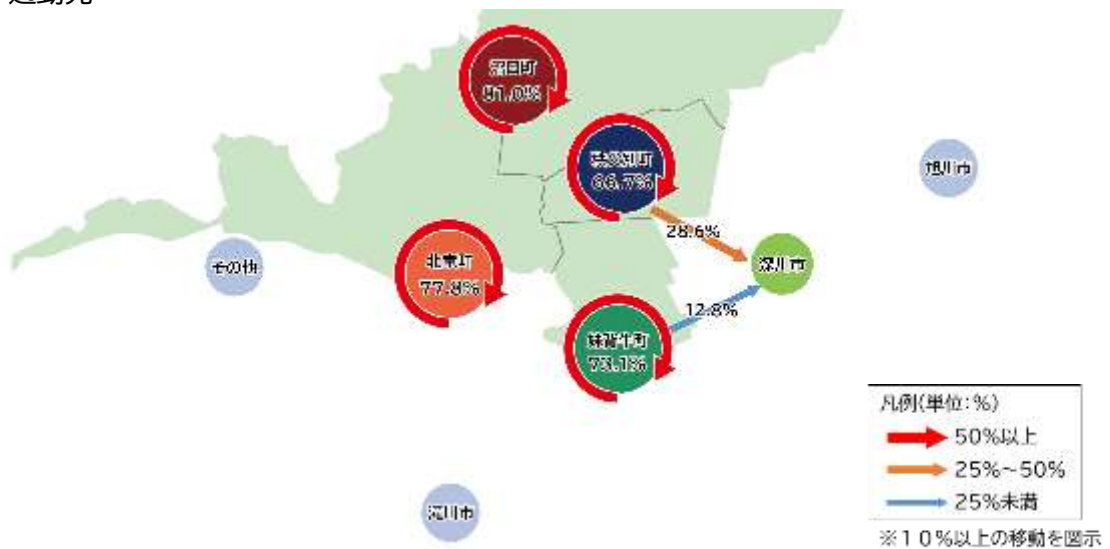 沼田町
81.0%
秩父別町
66.7%
旭川市
28.6%
北竜町
77.8%
その他
深川市
12.8%
妹背牛町
73.1%
滝川市
凡例(単位:%)
50%以上
25%~50%
25%未満
※10%以上の移動を図示